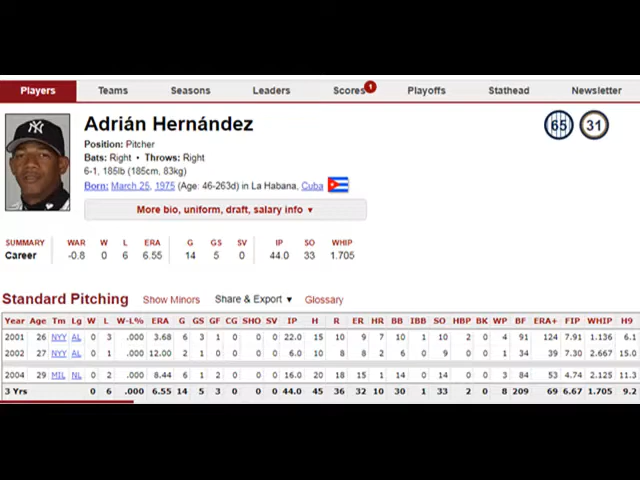 Players Teams Seasons Leaders Scores 1 Playoffs Stathead Newsletter
Adrián Hernández
65 31
Position: Pitcher
Bats: Right • Throws: Right
6-1, 185lb (185cm, 83kg)
Born: March 25, 1975 (Age: 46-263d) in La Habana, Cuba
More bio, uniform, draft, salary info ▼
SUMMARY WAR W L ERA G GS SV IP SO WHIP
Career -0.8 0 6 6.55 14 5 0 44.0 33 1.705
Standard Pitching Show Minors Share & Export ▼ Glossary
Year Age Tm Lg W L W-L% ERA G GS GF CG SHO SV IP H R ER HR BB IBB SO HBP BK WP BF ERA+ FIP WHIP H9
2001 26 NYY AL 0 3 .000 3.68 6 3 1 0 0 0 22.0 15 10 9 7 10 1 10 2 0 4 91 124 7.67 1.136 6.1
2002 27 NYY AL 0 1 .000 12.00 2 1 0 0 0 0 6.0 10 8 8 2 6 0 9 0 0 1 34 39 7.30 2.667 15.0
2004 29 MIL NL 0 2 .000 8.44 6 1 2 0 0 0 16.0 20 18 15 1 14 0 14 0 0 3 84 53 4.74 2.125 11.3
3 Yrs 0 6 .000 6.55 14 5 3 0 0 0 44.0 45 36 32 10 30 1 33 2 0 8 209 69 6.51 1.705 9.2